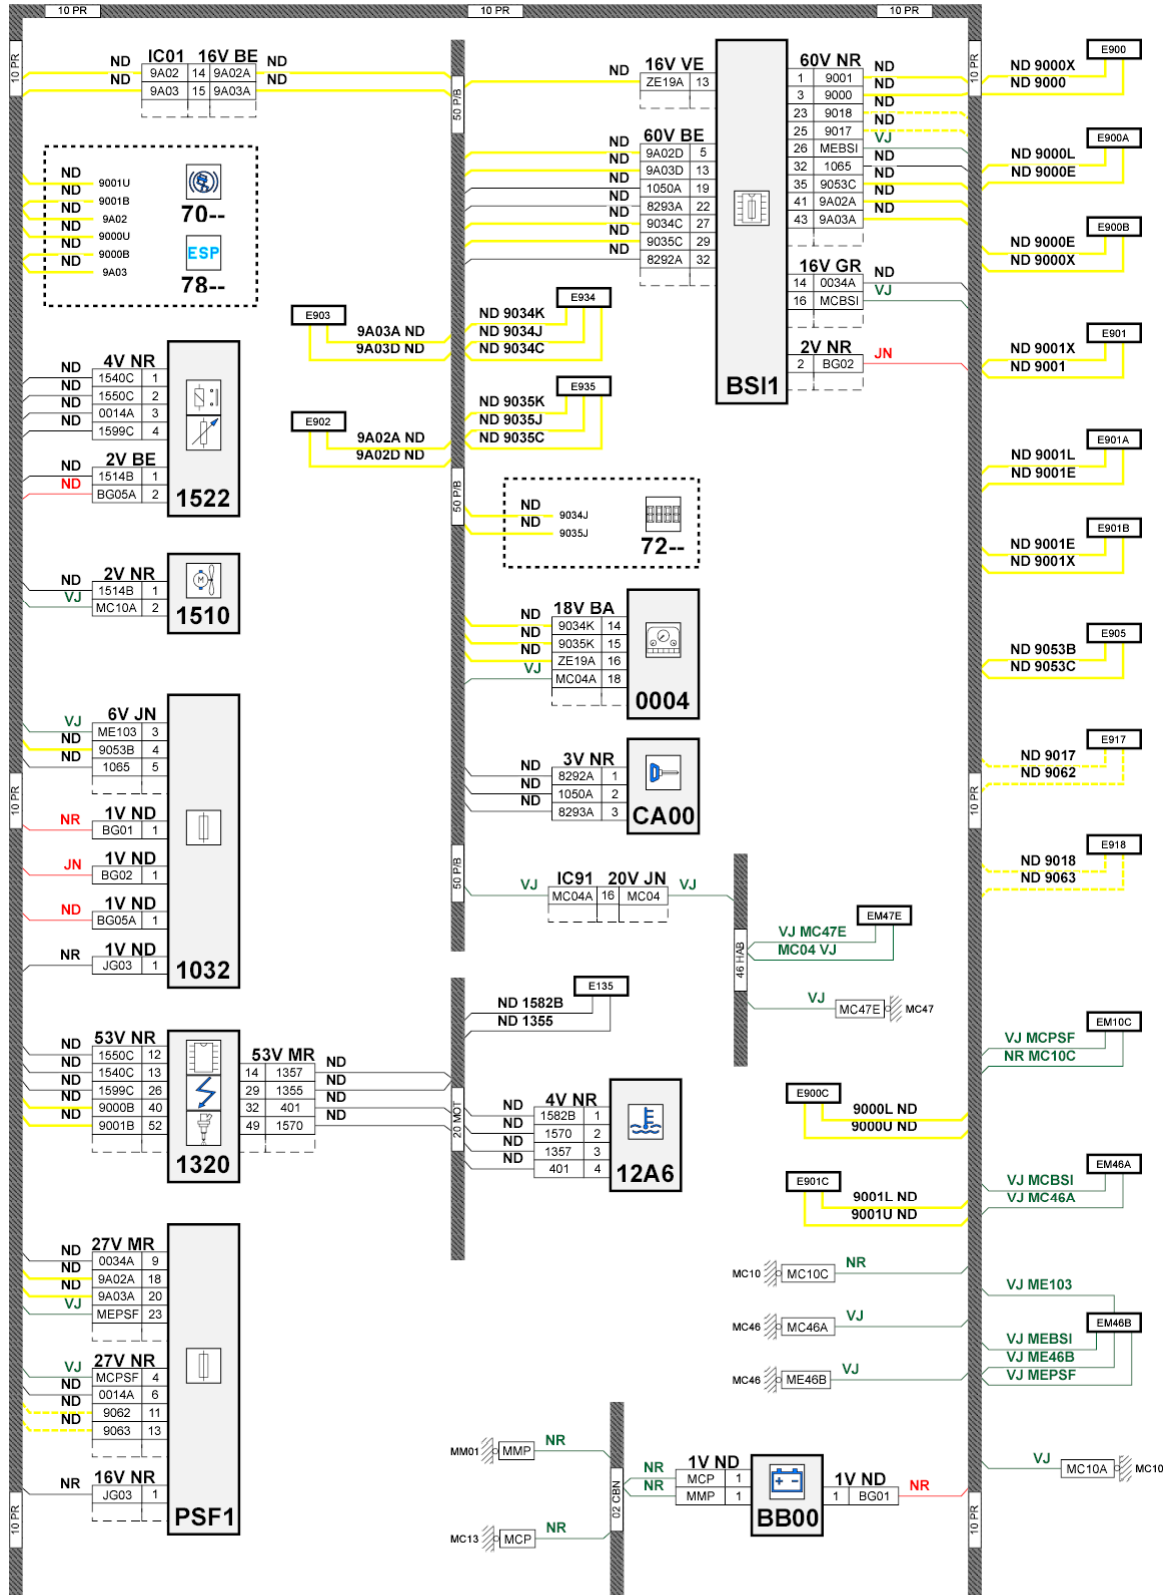 10 PR
10 PR
10 PR
10 PR
IC01 16V BE
ND 9A02 14 9A02A ND
ND 9A03 15 9A03A ND
50 P/B
ND
9001U
ND
9001B
ND
9A02
ND
9000U
ND
9000B
ND
9A03
70--
ESP
78--
4V NR
ND 1540C 1
ND 1550C 2
ND 0014A 3
ND 1599C 4
2V BE
ND 1514B 1
ND BG05A 2
1522
2V NR
ND 1514B 1
VJ MC10A 2
1510
6V JN
VJ ME103 3
ND 9053B 4
ND 1065 5
10 PR
1V ND
NR BG01 1
1V ND
JN BG02 1
1V ND
ND BG05A 1
1V ND
NR JG03 1
1032
53V NR
ND 1550C 12
ND 1540C 13
ND 1599C 26
ND 9000B 40
ND 9001B 52
53V MR
14 1357 ND
29 1355 ND
32 401 ND
49 1570 ND
1320
27V MR
ND 0034A 9
ND 9A02A 18
ND 9A03A 20
VJ MEPSF 23
27V NR
VJ MCPSF 4
ND 0014A 6
ND 9062 11
ND 9063 13
16V NR
NR JG03 1
PSF1
10 PR
16V VE
ND ZE19A 13
60V BE
ND 9A02D 5
ND 9A03D 13
ND 1050A 19
ND 8293A 22
ND 9034C 27
ND 9035C 29
ND 8292A 32
60V NR
1 9001 ND
3 9000 ND
23 9018 ND
25 9017 ND
26 MEBSI VJ
32 1065 ND
35 9053C ND
41 9A02A ND
43 9A03A ND
16V GR
14 0034A ND
16 MCBSI VJ
2V NR
2 BG02 JN
BSI1
E903
9A03A ND
9A03D ND
E934
ND 9034K
ND 9034J
ND 9034C
E902
9A02A ND
9A02D ND
E935
ND 9035K
ND 9035J
ND 9035C
50 P/B
ND
9034J
ND
9035J
72--
18V BA
ND 9034K 14
ND 9035K 15
ND ZE19A 16
VJ MC04A 18
0004
3V NR
ND 8292A 1
ND 1050A 2
ND 8293A 3
CA00
50 P/B
IC91 20V JN
VJ MC04A 16 MC04 VJ
46 HAB
EM47E
VJ MC47E
MC04 VJ
VJ MC47E MC47
E135
ND 1582B
ND 1355
20 MOT
4V NR
ND 1582B 1
ND 1570 2
ND 1357 3
ND 401 4
12A6
E900C
9000L ND
9000U ND
E901C
9001L ND
9001U ND
MC10 MC10C NR
MC46 MC46A VJ
MC46 ME46B VJ
MM01 MMP NR
MC13 MCP NR
02 CBN
1V ND
NR MCP 1
NR MMP 1
1V ND
1 BG01 NR
BB00
10 PR
E900
ND 9000X
ND 9000
E900A
ND 9000L
ND 9000E
E900B
ND 9000E
ND 9000X
E901
ND 9001X
ND 9001
E901A
ND 9001L
ND 9001E
E901B
ND 9001E
ND 9001X
E905
ND 9053B
ND 9053C
10 PR
E917
ND 9017
ND 9062
E918
ND 9018
ND 9063
EM10C
VJ MCPSF
NR MC10C
EM46A
VJ MCBSI
VJ MC46A
VJ ME103
EM46B
VJ MEBSI
VJ ME46B
VJ MEPSF
VJ MC10A MC10
10 PR